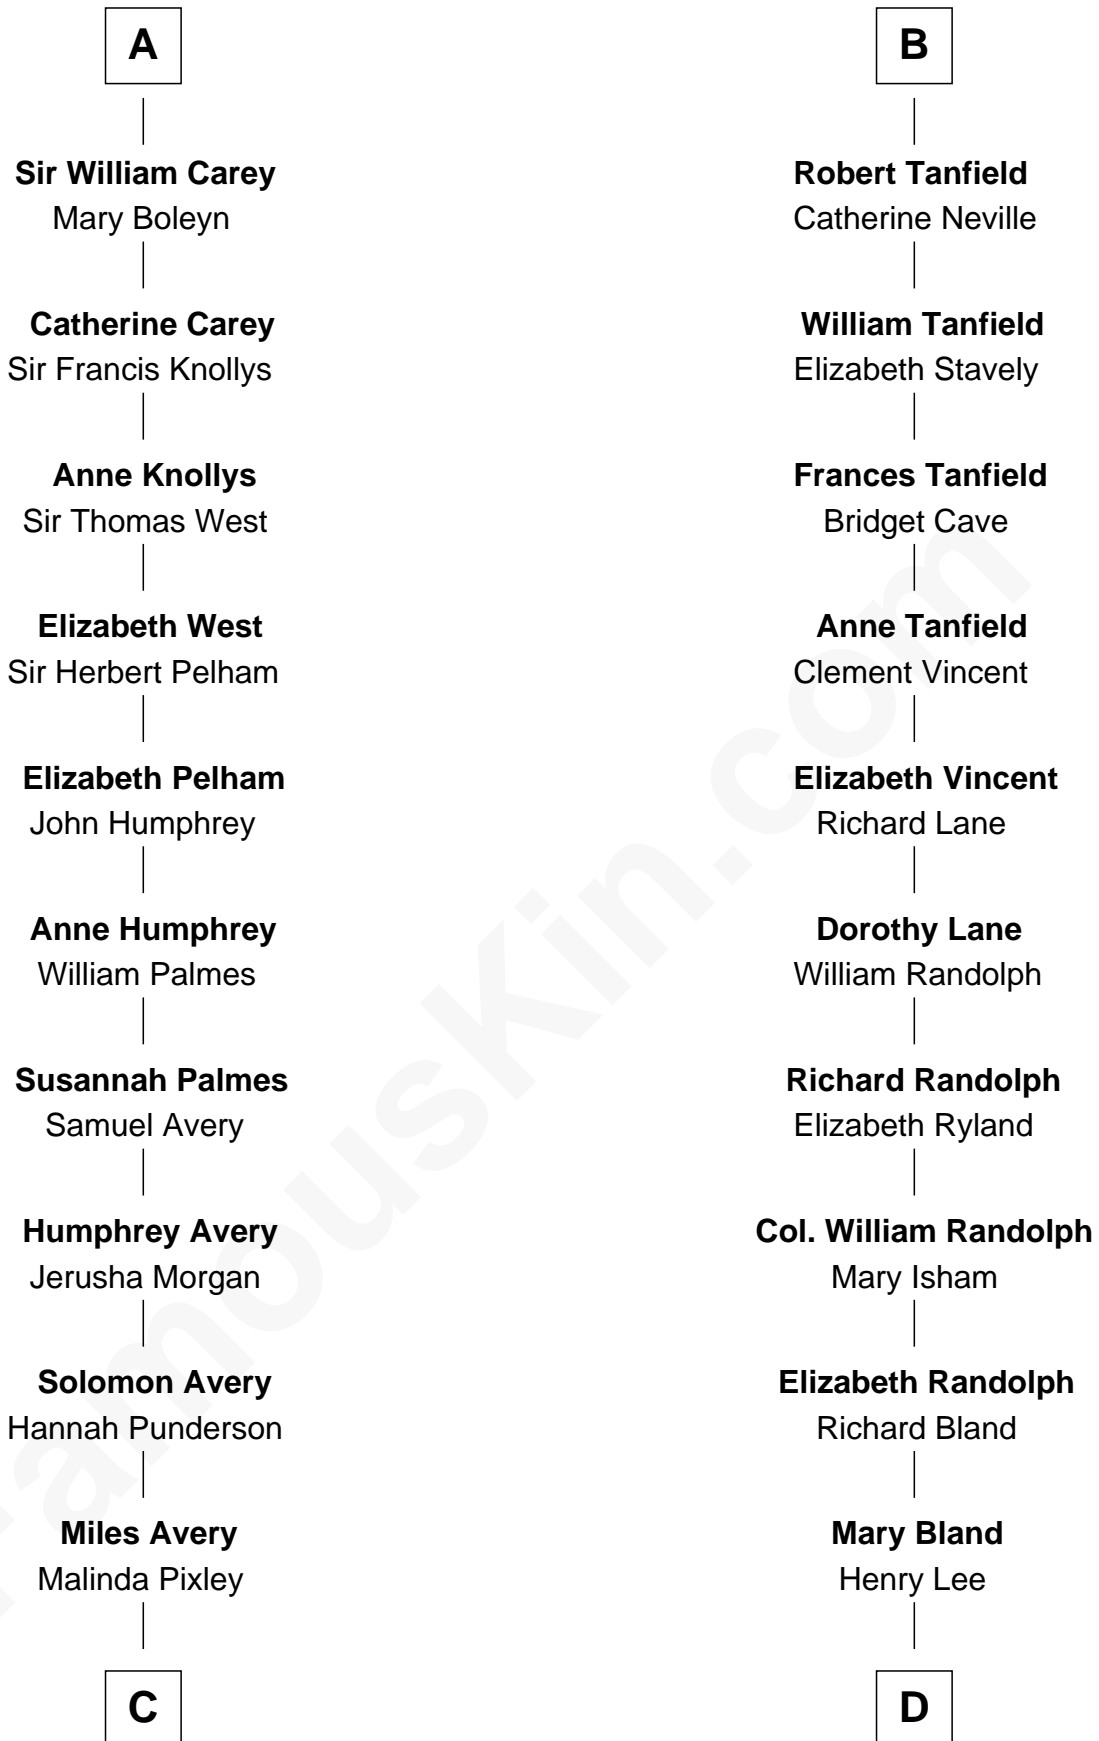 A
Sir William Carey
Mary Boleyn
Catherine Carey
Sir Francis Knollys
Anne Knollys
Sir Thomas West
Elizabeth West
Sir Herbert Pelham
Elizabeth Pelham
John Humphrey
Anne Humphrey
William Palmes
Susannah Palmes
Samuel Avery
Humphrey Avery
Jerusha Morgan
Solomon Avery
Hannah Punderson
Miles Avery
Malinda Pixley
C
B
Robert Tanfield
Catherine Neville
William Tanfield
Elizabeth Stavely
Frances Tanfield
Bridget Cave
Anne Tanfield
Clement Vincent
Elizabeth Vincent
Richard Lane
Dorothy Lane
William Randolph
Richard Randolph
Elizabeth Ryland
Col. William Randolph
Mary Isham
Elizabeth Randolph
Richard Bland
Mary Bland
Henry Lee
D
FamousKin.com